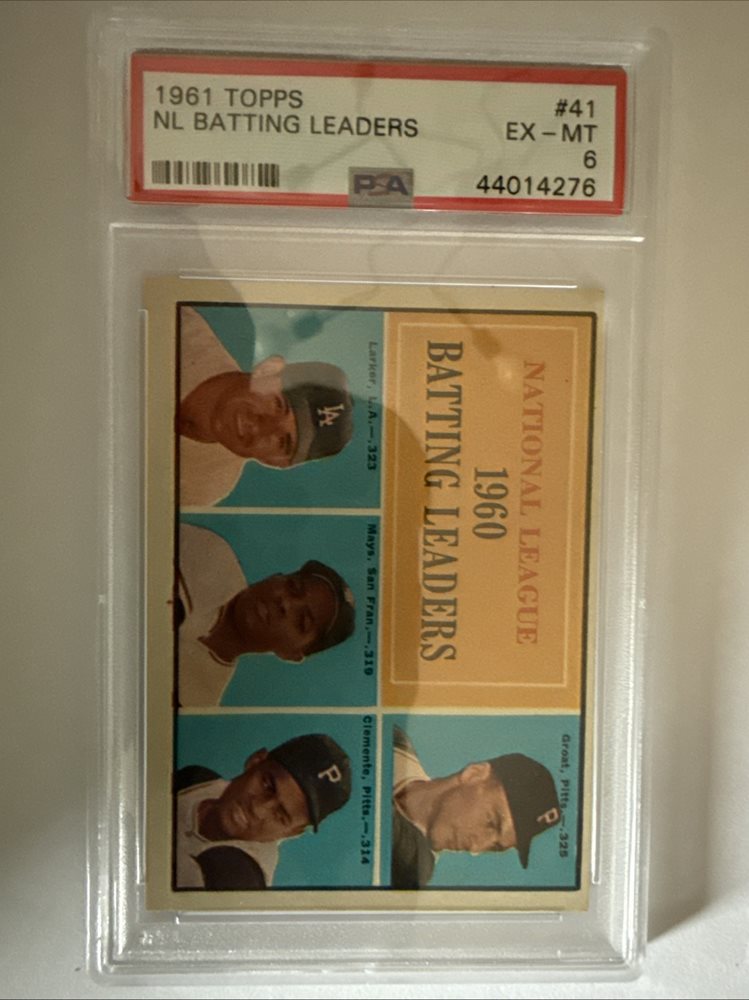 1961 TOPPS
NL BATTING LEADERS
#41
EX – MT
6
PSA
44014276
NATIONAL LEAGUE
1960
BATTING LEADERS
Groat, Pitts.—.325
Larker, L.A.—.323
Mays, San Fran.—.319
Clemente, Pitts.—.314
LA
P
P